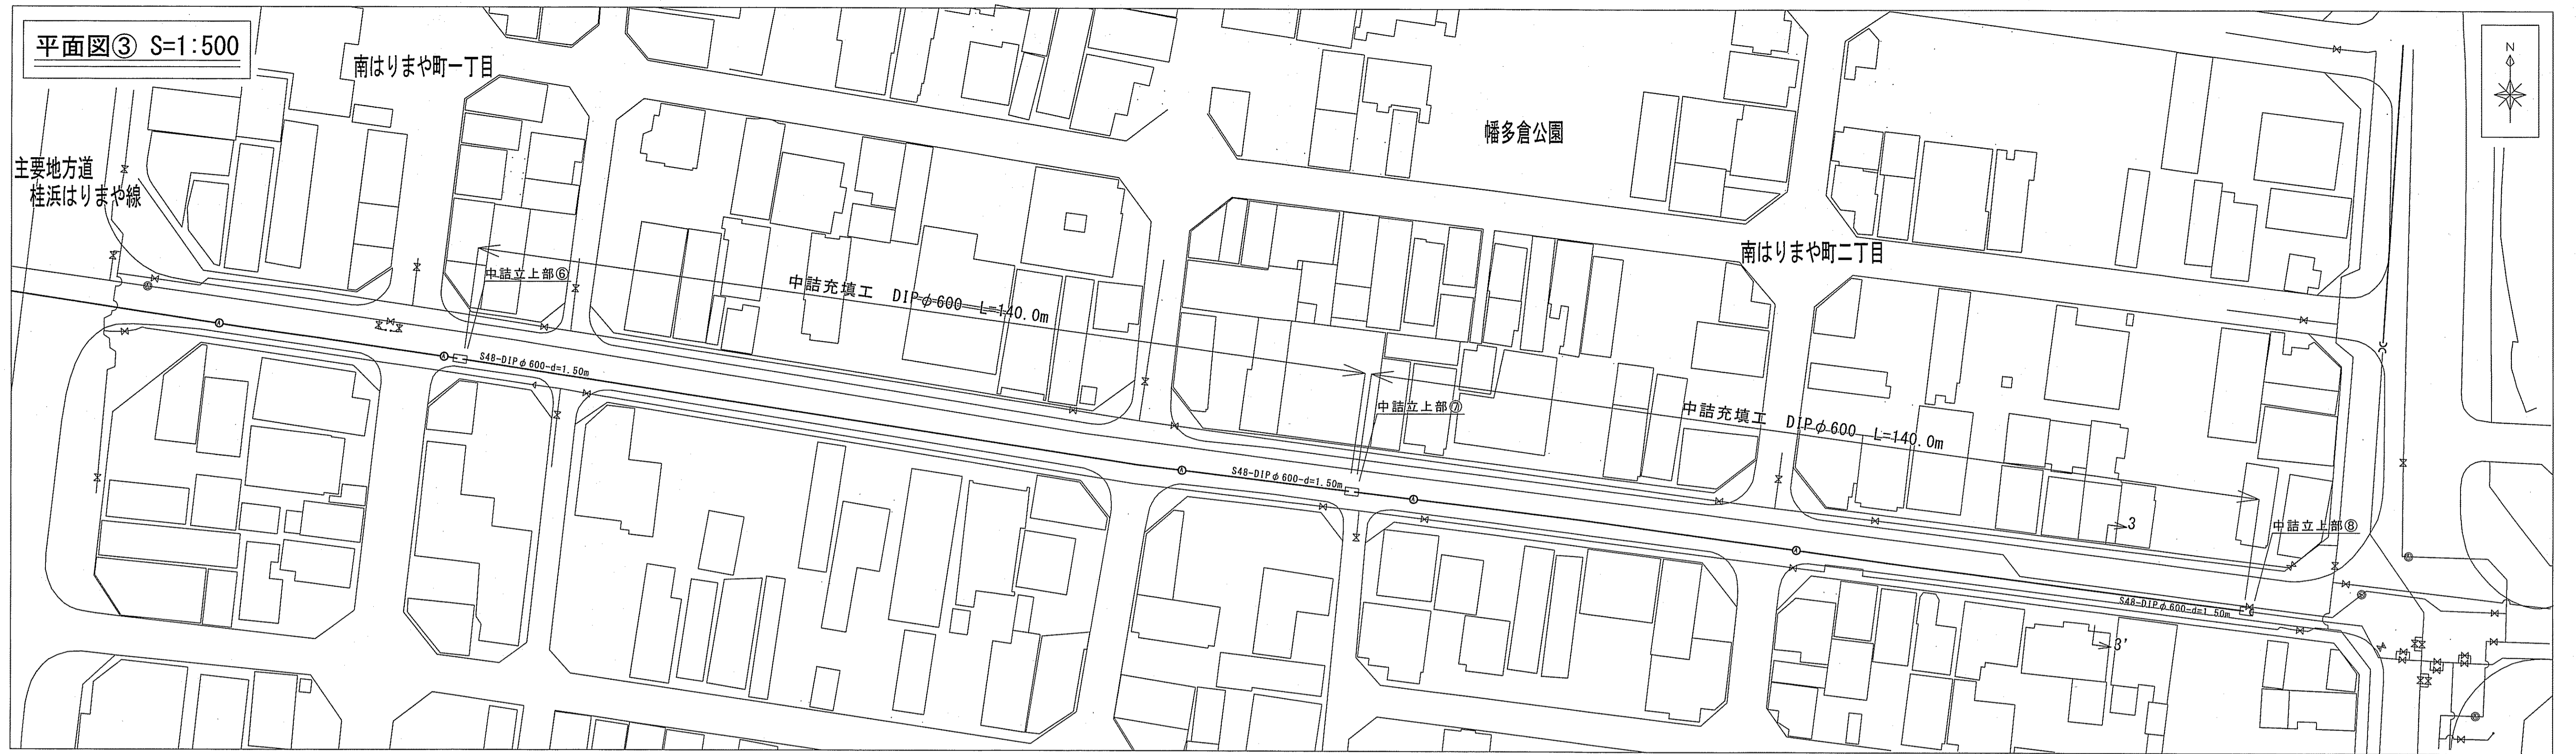 平面図③ S=1:500
南はりまや町一丁目
N
幡多倉公園
主要地方道
桂浜はりまや線
南はりまや町二丁目
中詰立上部⑥
中詰充填工 DIPφ600 L=140.0m
S48-DIPφ600-d=1.50m
中詰立上部⑦
中詰充填工 DIPφ600 L=140.0m
S48-DIPφ600-d=1.50m
3
中詰立上部⑧
S48-DIPφ600-d=1.50m
3'